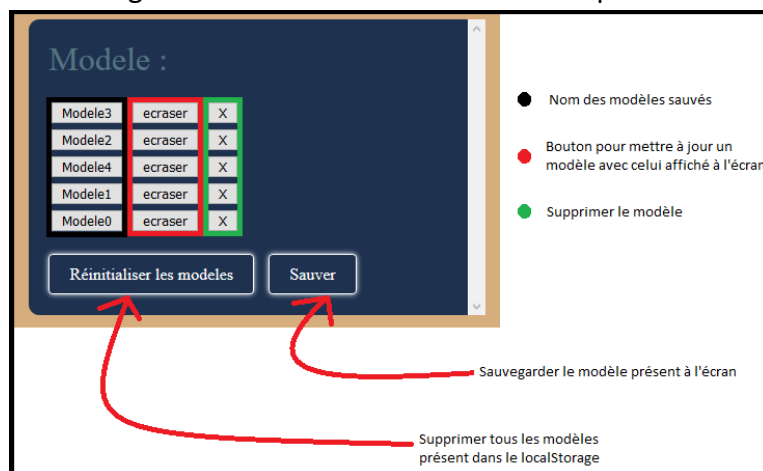 Modele :
Modele3 ecraser X
Modele2 ecraser X
Modele4 ecraser X
Modele1 ecraser X
Modele0 ecraser X
Réinitialiser les modeles Sauver
Nom des modèles sauvés
Bouton pour mettre à jour un
modèle avec celui affiché à l'écran
Supprimer le modèle
Sauvegarder le modèle présent à l'écran
Supprimer tous les modèles
présent dans le localStorage